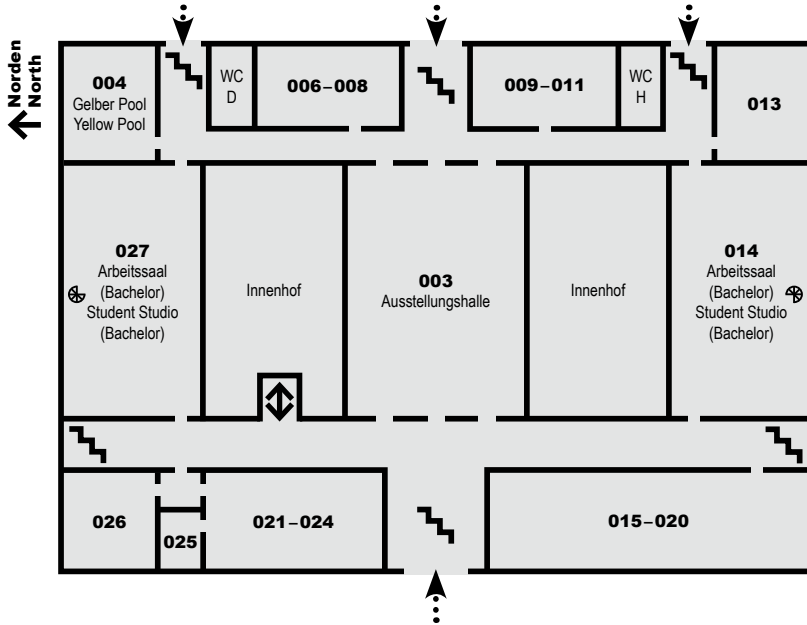 Norden
North
004
Gelber Pool
Yellow Pool
WC
D
006–008
009–011
WC
H
013
027
Arbeitssaal
(Bachelor)
Student Studio
(Bachelor)
Innenhof
003
Ausstellungshalle
Innenhof
014
Arbeitssaal
(Bachelor)
Student Studio
(Bachelor)
026
025
021–024
015–020